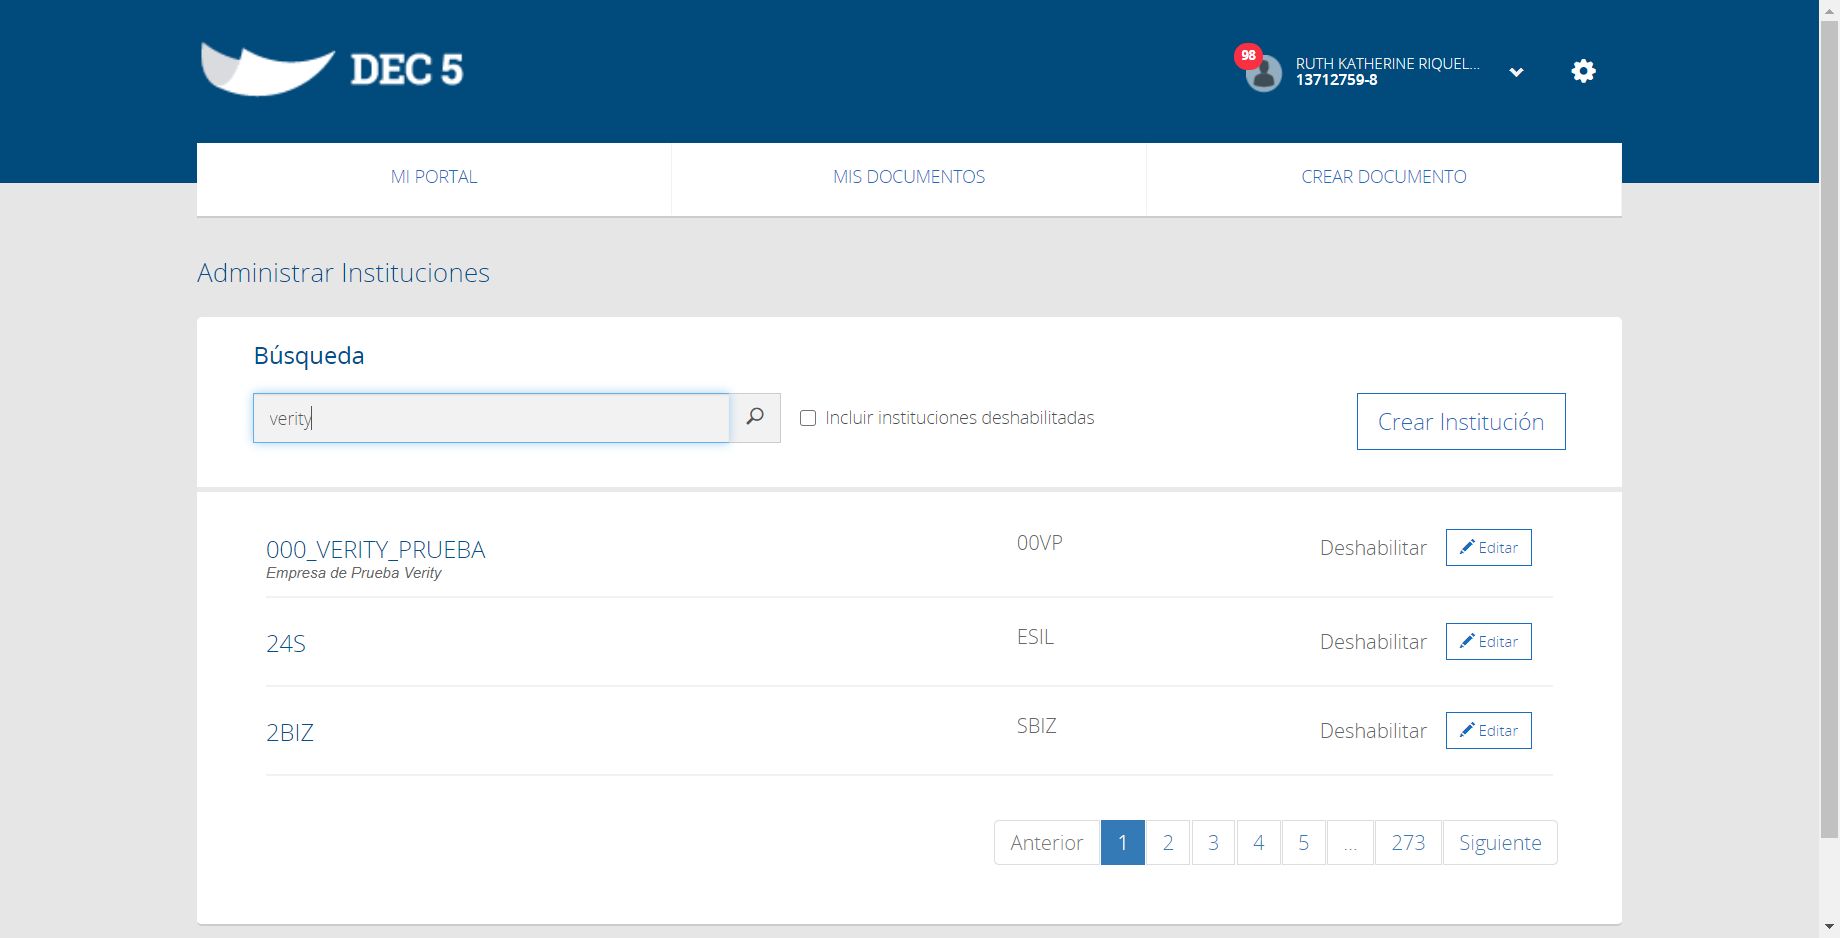 DEC 5
98
RUTH KATHERINE RIQUEL...
13712759-8
MI PORTAL
MIS DOCUMENTOS
CREAR DOCUMENTO
Administrar Instituciones
Búsqueda
verity
Incluir instituciones deshabilitadas
Crear Institución
000_VERITY_PRUEBA
Empresa de Prueba Verity
00VP
Deshabilitar
Editar
24S
ESIL
Deshabilitar
Editar
2BIZ
SBIZ
Deshabilitar
Editar
Anterior 1 2 3 4 5 ... 273 Siguiente